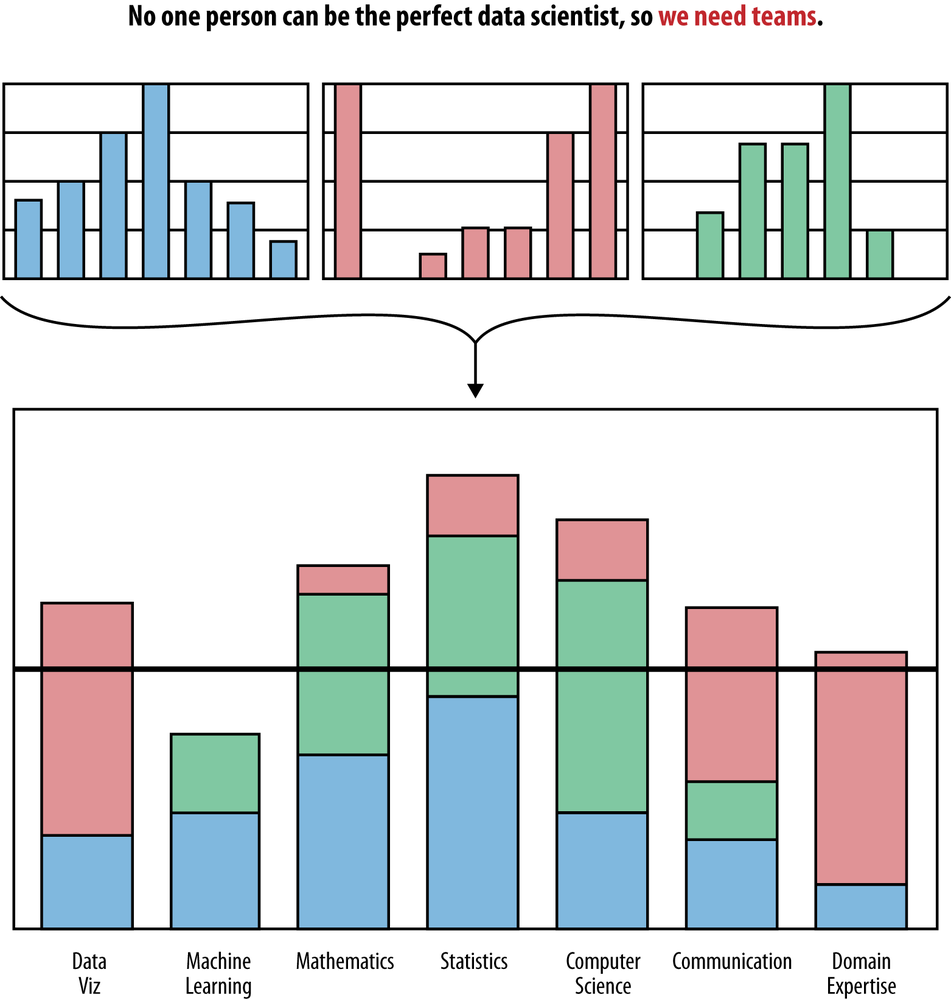 No one person can be the perfect data scientist, so we need teams.
Data
Viz
Machine
Learning
Mathematics
Statistics
Computer
Science
Communication
Domain
Expertise